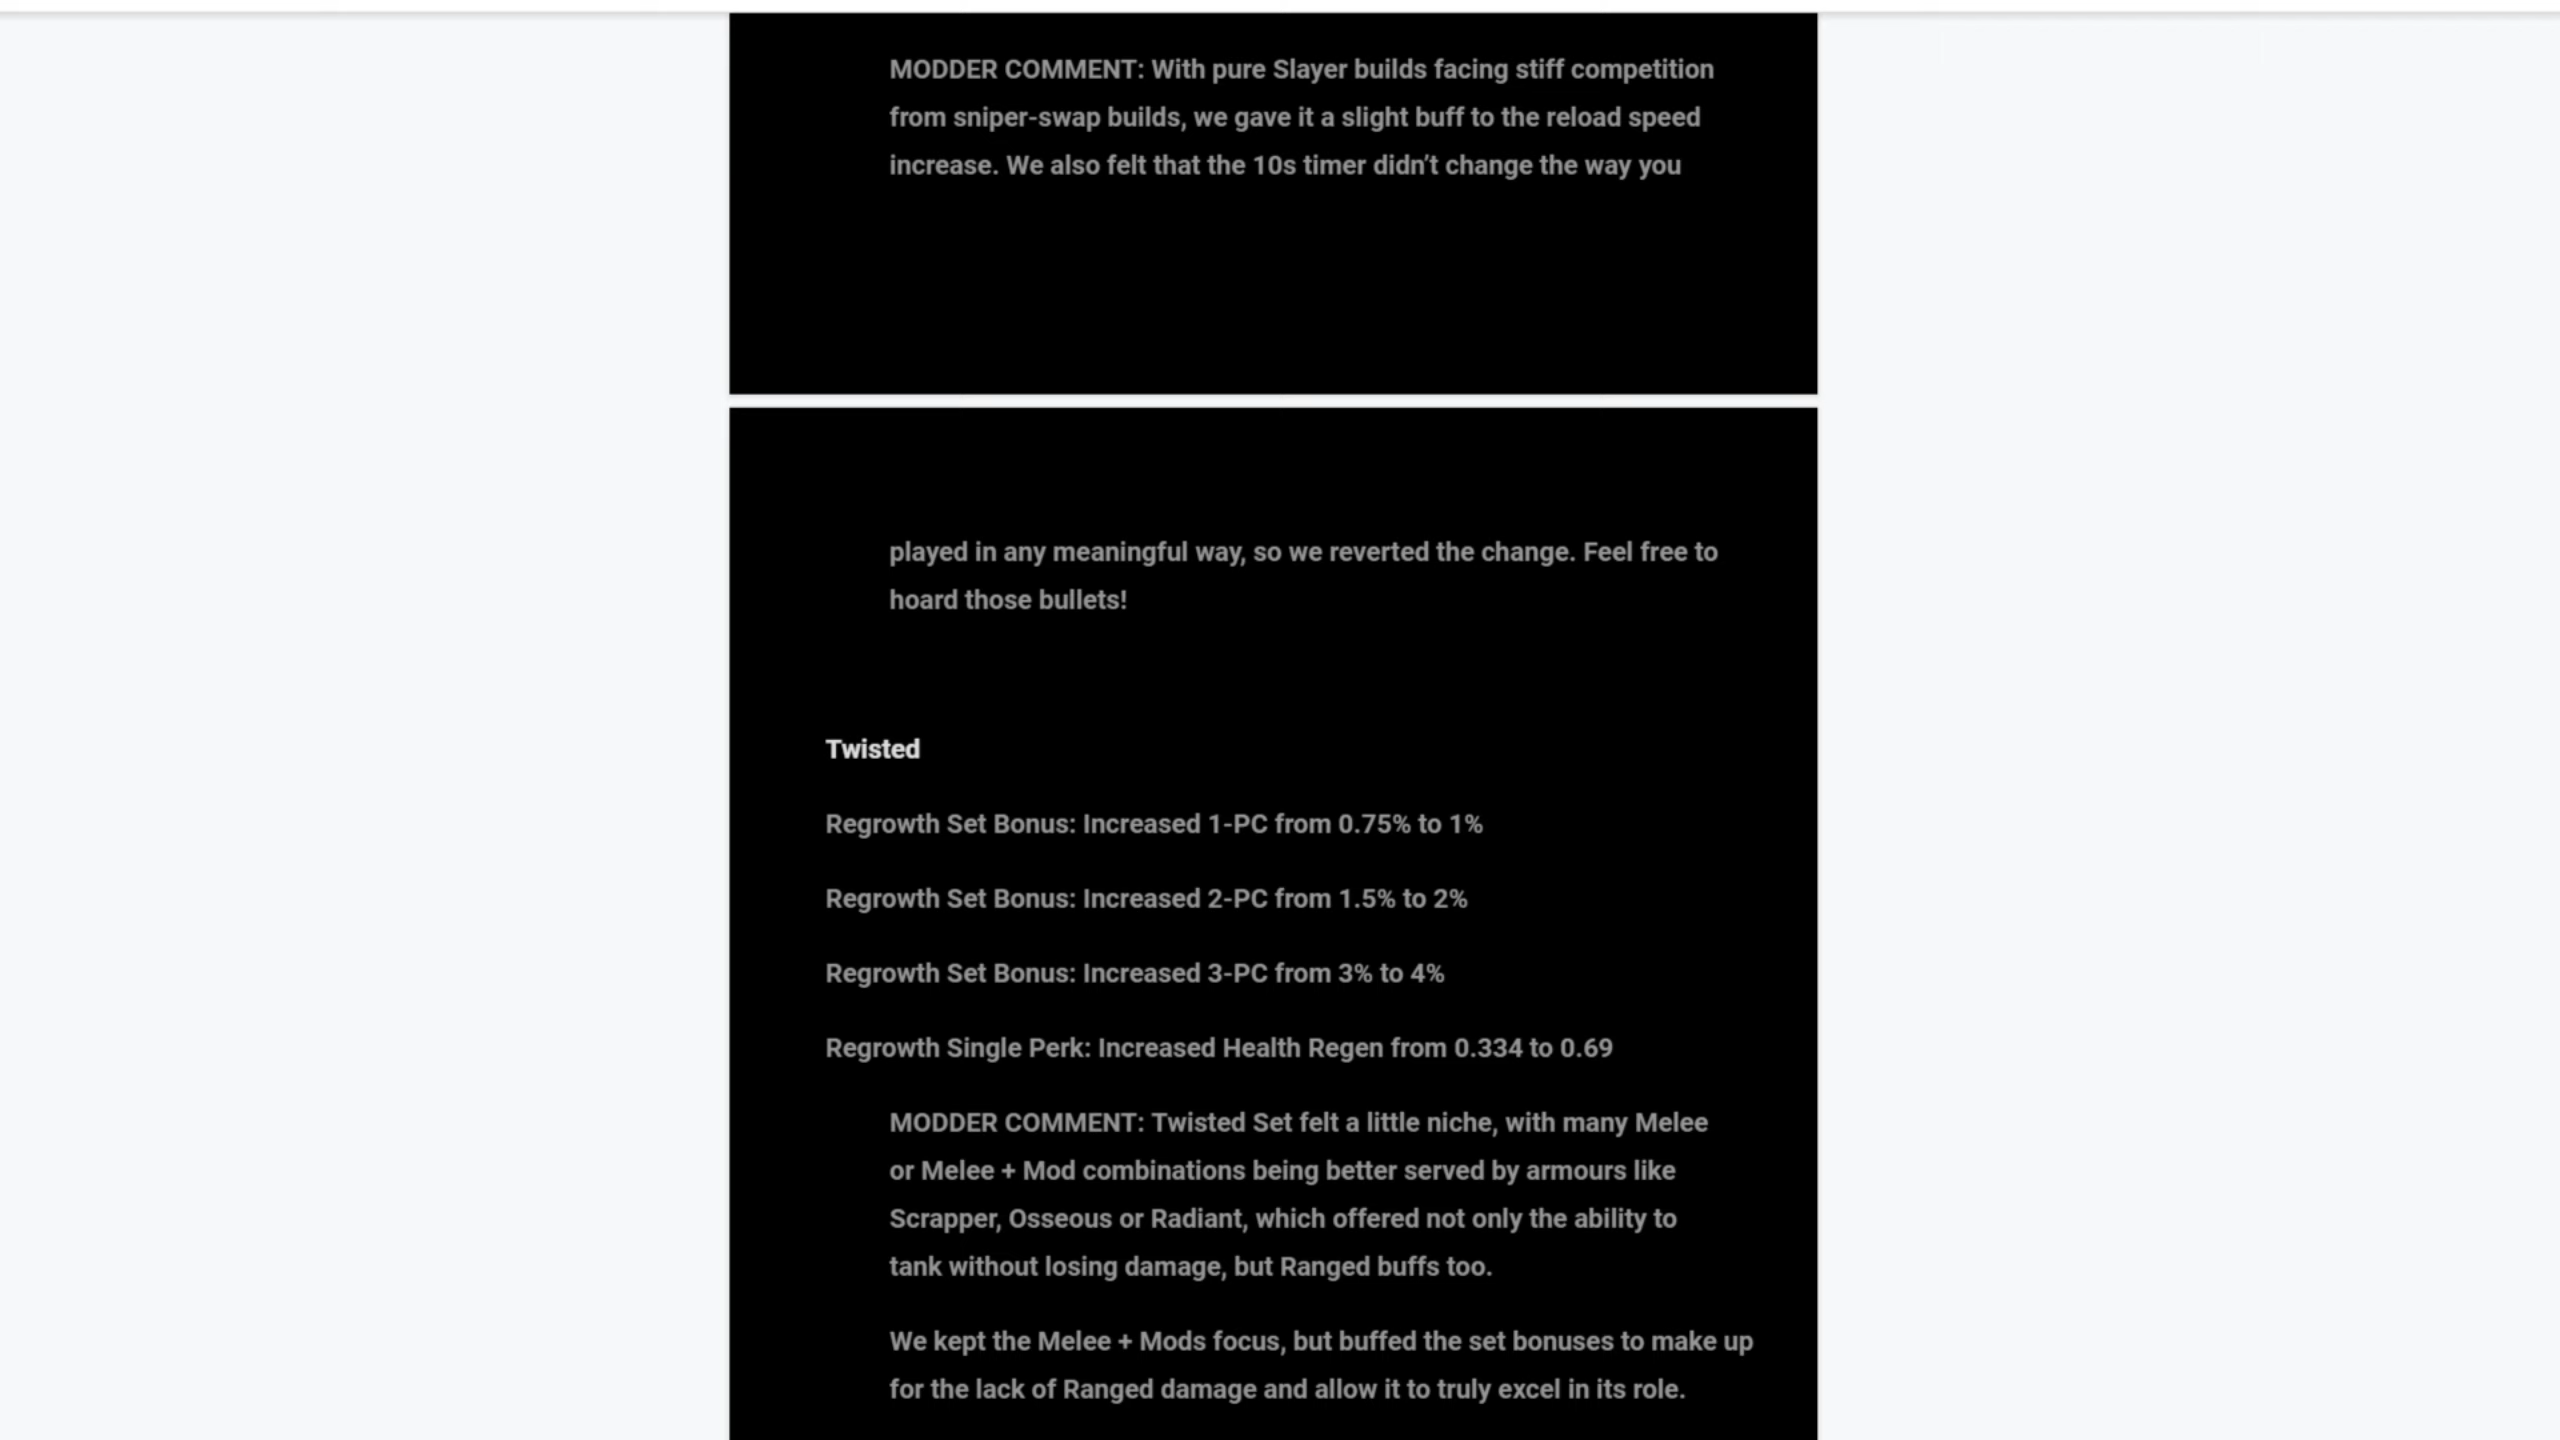 MODDER COMMENT: With pure Slayer builds facing stiff competition
from sniper-swap builds, we gave it a slight buff to the reload speed
increase. We also felt that the 10s timer didn’t change the way you
played in any meaningful way, so we reverted the change. Feel free to
hoard those bullets!
Twisted
Regrowth Set Bonus: Increased 1-PC from 0.75% to 1%
Regrowth Set Bonus: Increased 2-PC from 1.5% to 2%
Regrowth Set Bonus: Increased 3-PC from 3% to 4%
Regrowth Single Perk: Increased Health Regen from 0.334 to 0.69
MODDER COMMENT: Twisted Set felt a little niche, with many Melee
or Melee + Mod combinations being better served by armours like
Scrapper, Osseous or Radiant, which offered not only the ability to
tank without losing damage, but Ranged buffs too.
We kept the Melee + Mods focus, but buffed the set bonuses to make up
for the lack of Ranged damage and allow it to truly excel in its role.